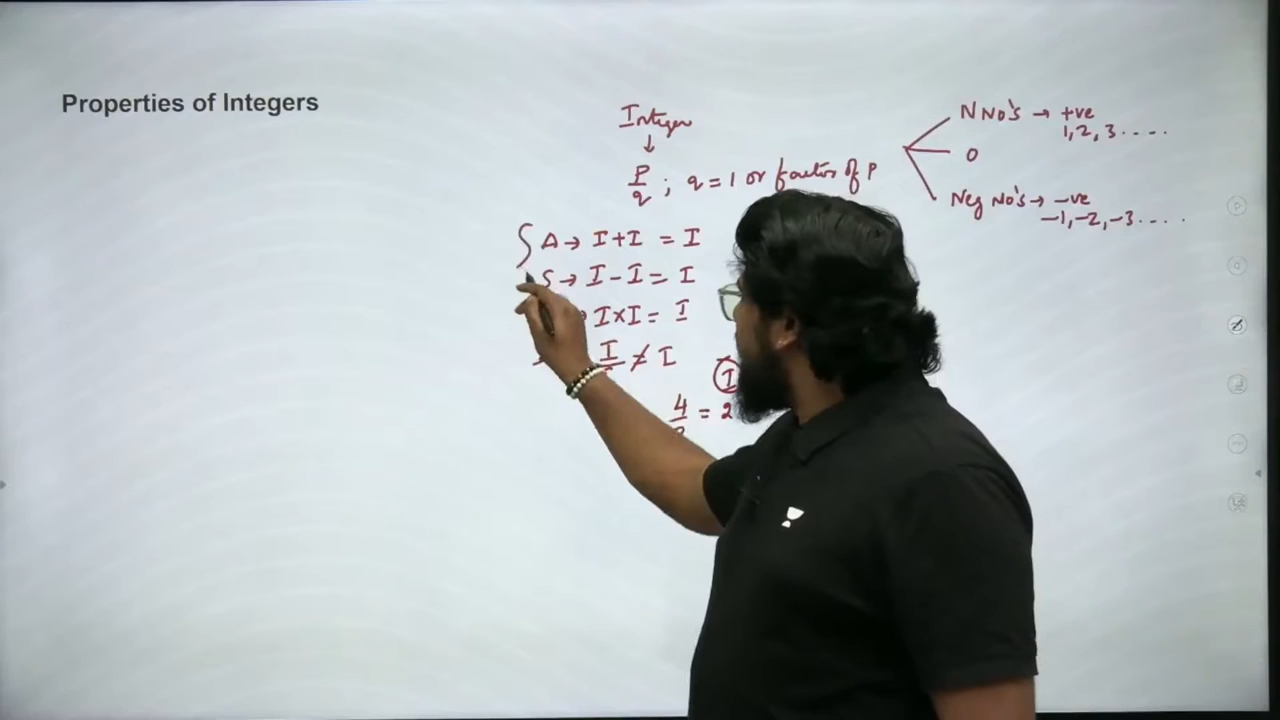 Properties of Integers
Integer
↓
P/q ; q = 1 or factor of P
N No's → +ve
1, 2, 3 ....
0
Neg No's → -ve
-1, -2, -3 ....
A → I + I = I
S → I - I = I
I × I = I
I ≠ I
I
4 = 2